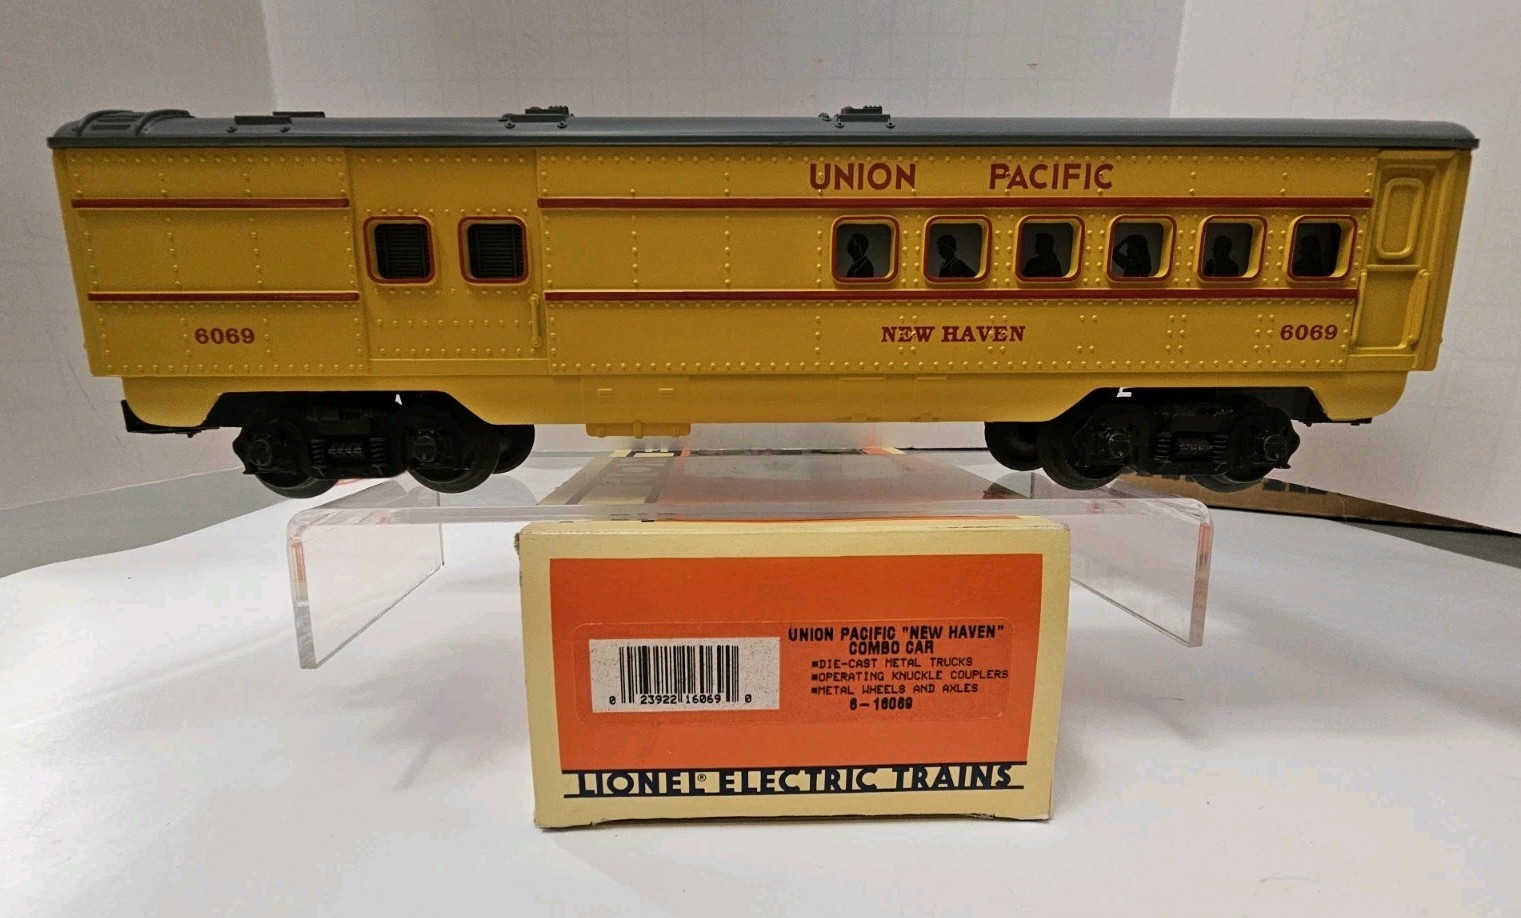 UNION PACIFIC
6069
NEW HAVEN
6069
UNION PACIFIC "NEW HAVEN"
COMBO CAR
▪DIE-CAST METAL TRUCKS
▪OPERATING KNUCKLE COUPLERS
▪METAL WHEELS AND AXLES
6-16069
0 23922 16069 0
LIONEL® ELECTRIC TRAINS